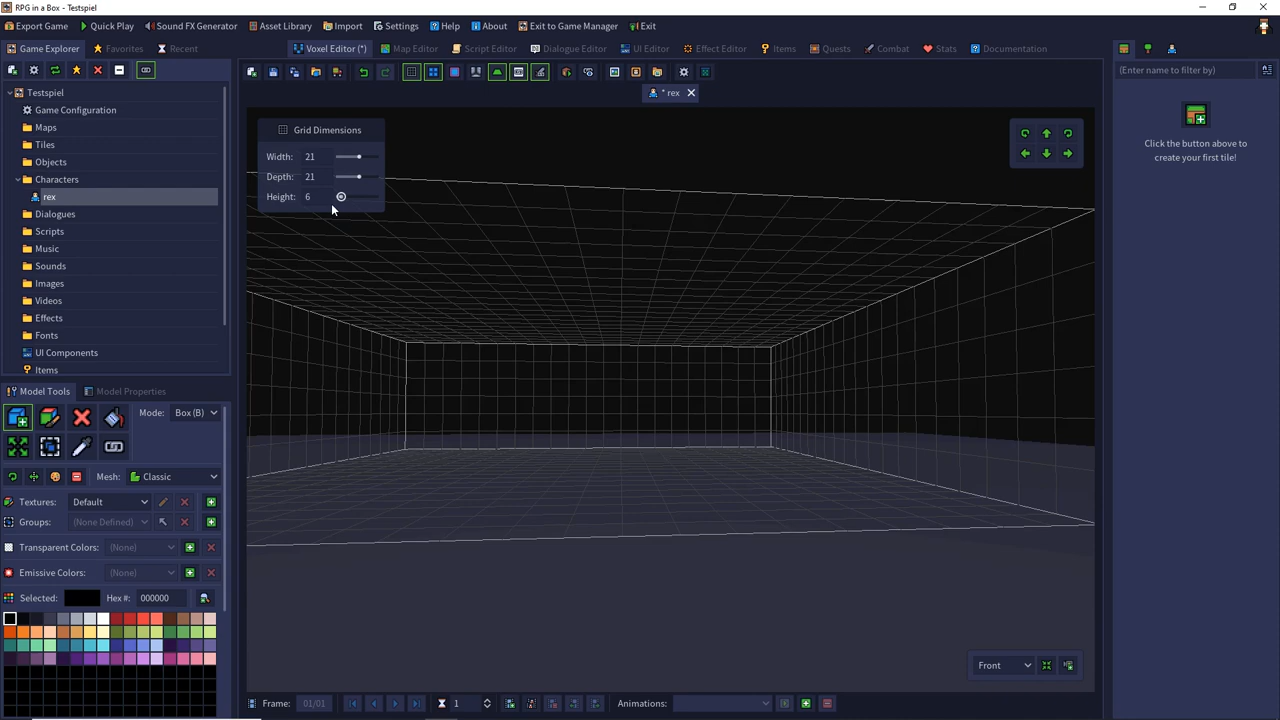 RPG in a Box - Testspiel
Export Game Quick Play Sound FX Generator Asset Library Import Settings Help About Exit to Game Manager Exit
Game Explorer Favorites Recent Voxel Editor (*) Map Editor Script Editor Dialogue Editor UI Editor Effect Editor Items Quests Combat Stats Documentation
(Enter name to filter by)
* rex
Testspiel
Game Configuration
Maps
Tiles
Objects
Characters
rex
Dialogues
Scripts
Music
Sounds
Images
Videos
Effects
Fonts
UI Components
Items
Grid Dimensions
Width: 21
Depth: 21
Height: 6
Click the button above to
create your first tile!
Model Tools Model Properties
Mode: Box (B)
Mesh: Classic
Textures: Default
Groups: (None Defined)
Transparent Colors: (None)
Emissive Colors: (None)
Selected: Hex #: 000000
Front
Frame: 01/01 1 Animations: